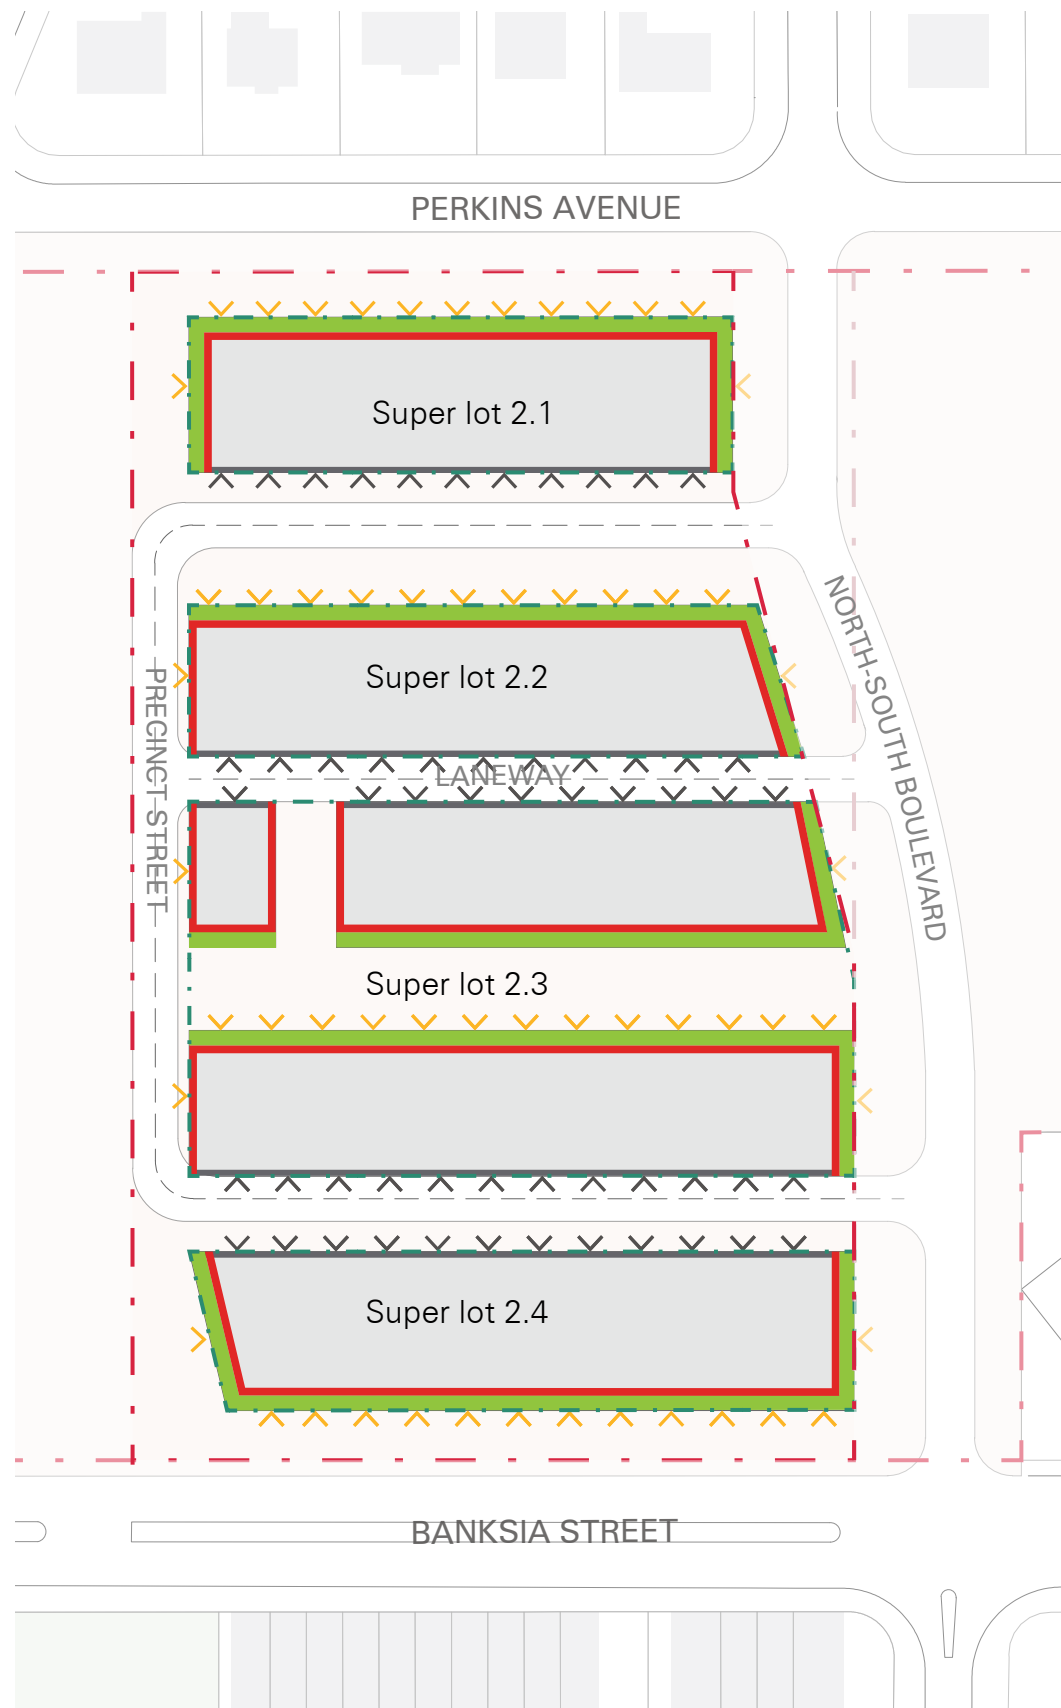 PERKINS AVENUE
Super lot 2.1
NORTH-SOUTH BOULEVARD
Super lot 2.2
PRECINCT STREET
LANEWAY
Super lot 2.3
Super lot 2.4
BANKSIA STREET